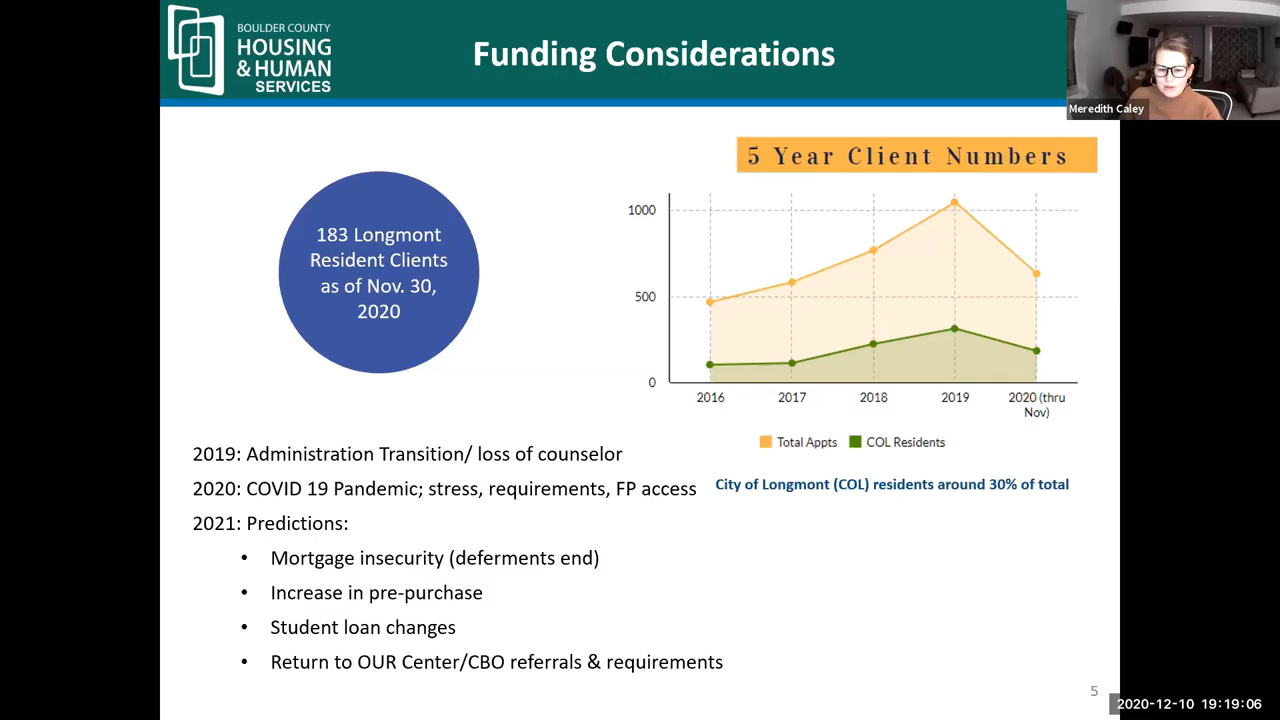 BOULDER COUNTY
HOUSING
& HUMAN
SERVICES
Funding Considerations
Meredith Caley
5 Year Client Numbers
183 Longmont
Resident Clients
as of Nov. 30,
2020
1000
500
0
2016
2017
2018
2019
2020 (thru
Nov)
Total Appts
COL Residents
2019: Administration Transition/ loss of counselor
2020: COVID 19 Pandemic; stress, requirements, FP access
City of Longmont (COL) residents around 30% of total
2021: Predictions:
• Mortgage insecurity (deferments end)
• Increase in pre-purchase
• Student loan changes
• Return to OUR Center/CBO referrals & requirements
5
2020-12-10 19:19:06